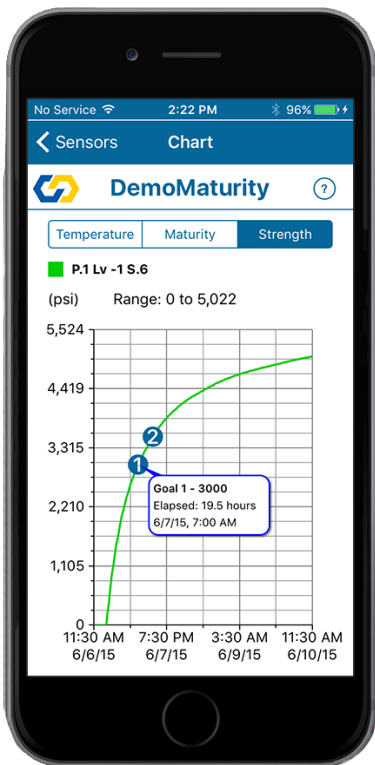 No Service 2:22 PM 96%
Sensors Chart
DemoMaturity ?
Temperature Maturity Strength
P.1 Lv -1 S.6
(psi) Range: 0 to 5,022
5,524
4,419
3,315
2,210
1,105
0
2
1
Goal 1 - 3000
Elapsed: 19.5 hours
6/7/15, 7:00 AM
11:30 AM 7:30 PM 3:30 AM 11:30 AM
6/6/15 6/7/15 6/9/15 6/10/15